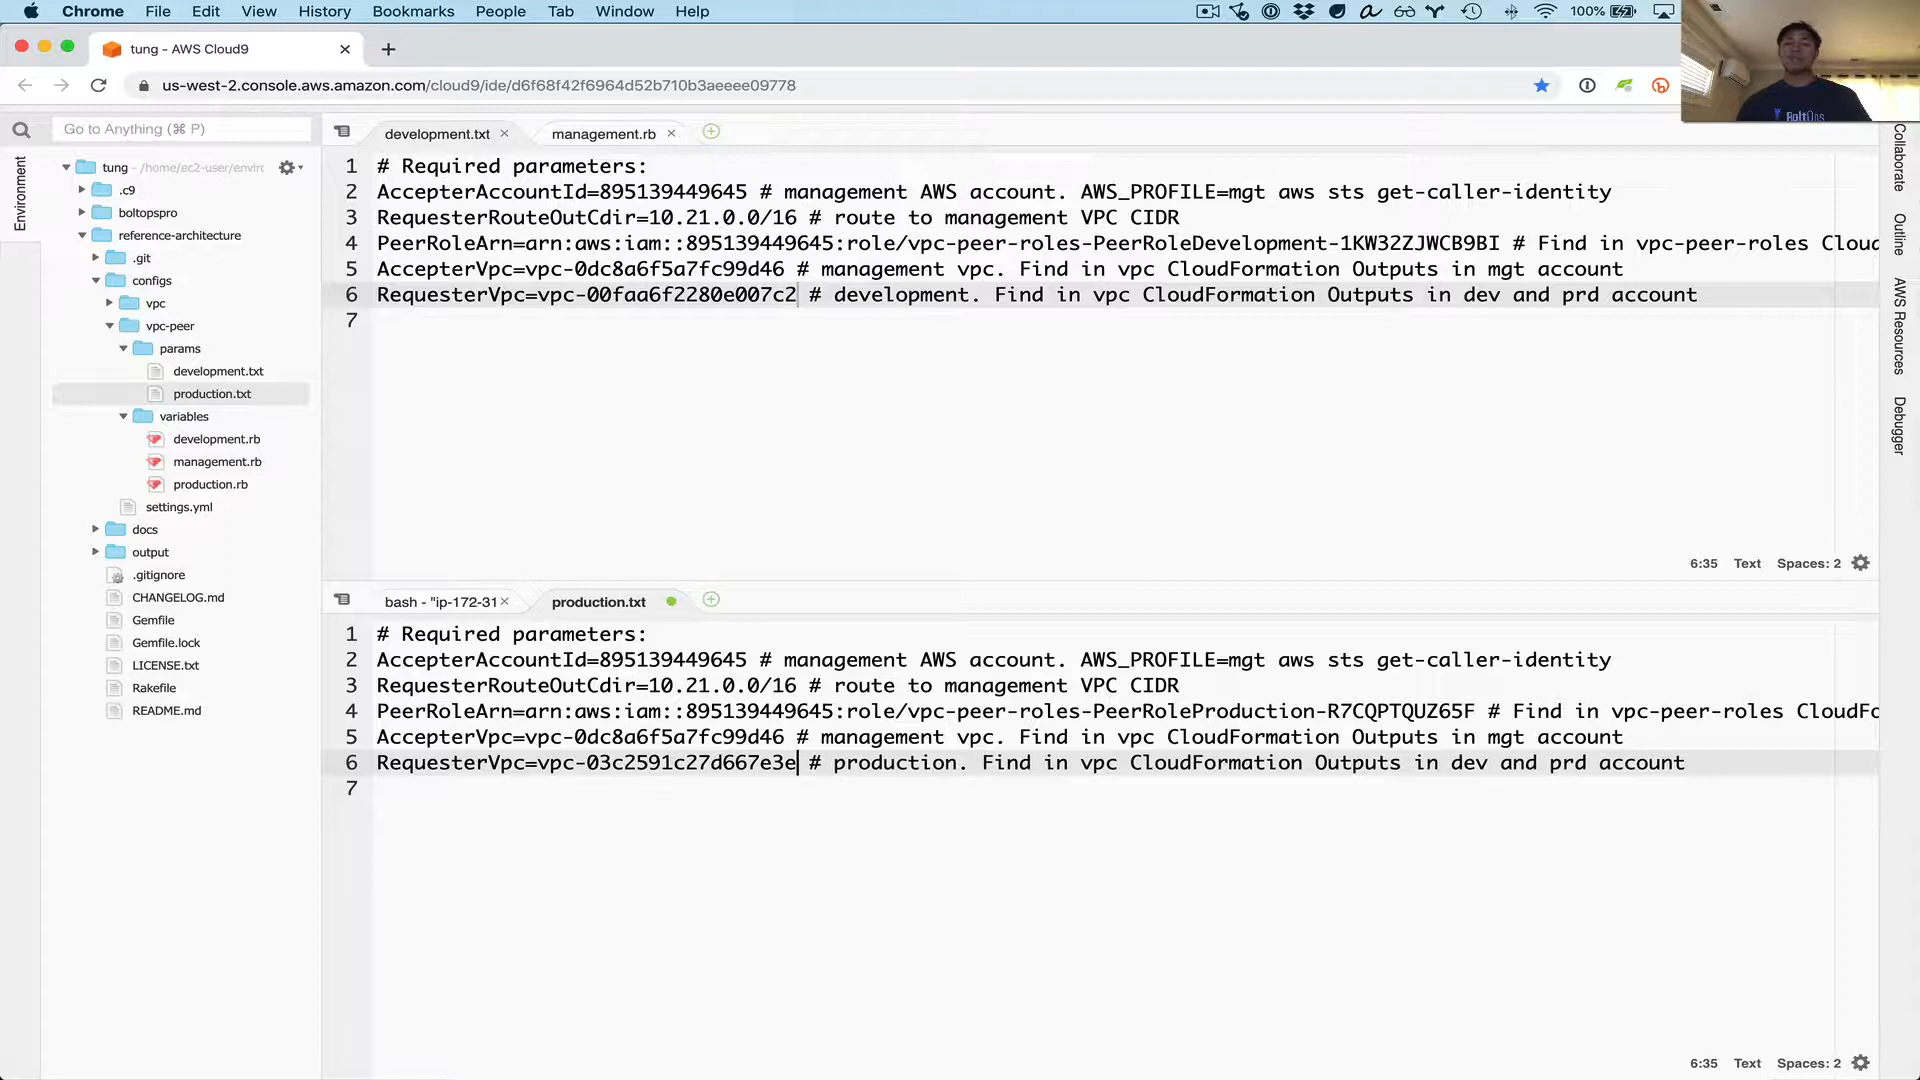 Chrome File Edit View History Bookmarks People Tab Window Help 100%
tung - AWS Cloud9
us-west-2.console.aws.amazon.com/cloud9/ide/d6f68f42f6964d52b710b3aeeee09778
Go to Anything (⌘ P)
development.txt management.rb
Environment
tung - /home/ec2-user/envir
.c9
boltopspro
reference-architecture
.git
configs
vpc
vpc-peer
params
development.txt
production.txt
variables
development.rb
management.rb
production.rb
settings.yml
docs
output
.gitignore
CHANGELOG.md
Gemfile
Gemfile.lock
LICENSE.txt
Rakefile
README.md
1 # Required parameters:
2 AccepterAccountId=895139449645 # management AWS account. AWS_PROFILE=mgt aws sts get-caller-identity
3 RequesterRouteOutCdir=10.21.0.0/16 # route to management VPC CIDR
4 PeerRoleArn=arn:aws:iam::895139449645:role/vpc-peer-roles-PeerRoleDevelopment-1KW32ZJWCB9BI # Find in vpc-peer-roles Cloud
5 AccepterVpc=vpc-0dc8a6f5a7fc99d46 # management vpc. Find in vpc CloudFormation Outputs in mgt account
6 RequesterVpc=vpc-00faa6f2280e007c2 # development. Find in vpc CloudFormation Outputs in dev and prd account
7
6:35 Text Spaces: 2
bash - "ip-172-31 production.txt
1 # Required parameters:
2 AccepterAccountId=895139449645 # management AWS account. AWS_PROFILE=mgt aws sts get-caller-identity
3 RequesterRouteOutCdir=10.21.0.0/16 # route to management VPC CIDR
4 PeerRoleArn=arn:aws:iam::895139449645:role/vpc-peer-roles-PeerRoleProduction-R7CQPTQUZ65F # Find in vpc-peer-roles CloudFo
5 AccepterVpc=vpc-0dc8a6f5a7fc99d46 # management vpc. Find in vpc CloudFormation Outputs in mgt account
6 RequesterVpc=vpc-03c2591c27d667e3e # production. Find in vpc CloudFormation Outputs in dev and prd account
7
6:35 Text Spaces: 2
Collaborate
Outline
AWS Resources
Debugger
BoltOps